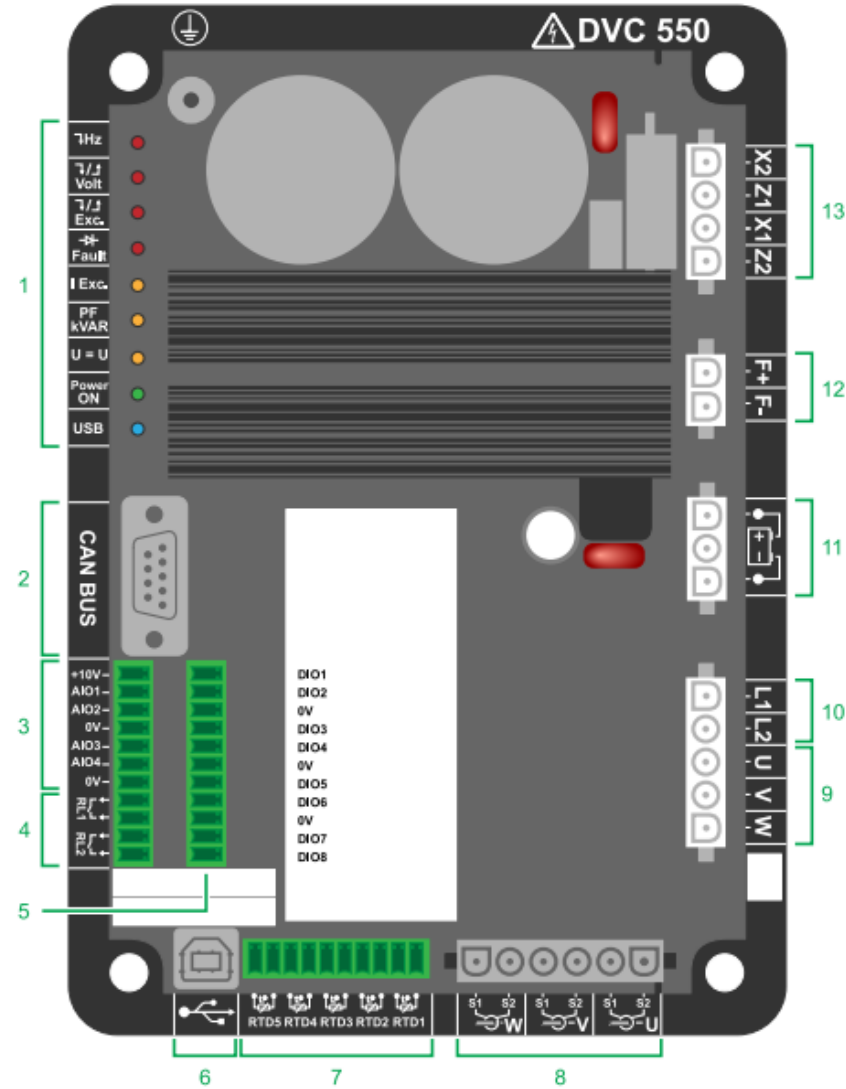 DVC 550
1
Hz
Volt
Exc.
Fault
I Exc.
PF
kVAR
U = U
Power
ON
USB
2
CAN BUS
3
+10V
AIO1
AIO2
0V
AIO3
AIO4
0V
4
RL1
RL2
5
DIO1
DIO2
0V
DIO3
DIO4
0V
DIO5
DIO6
0V
DIO7
DIO8
X2
Z1
X1
Z2
13
F+
F-
12
+
-
11
L1
L2
10
U
V
W
9
RTD5 RTD4 RTD3 RTD2 RTD1
S1 S2 S1 S2 S1 S2
W V U
6 7 8